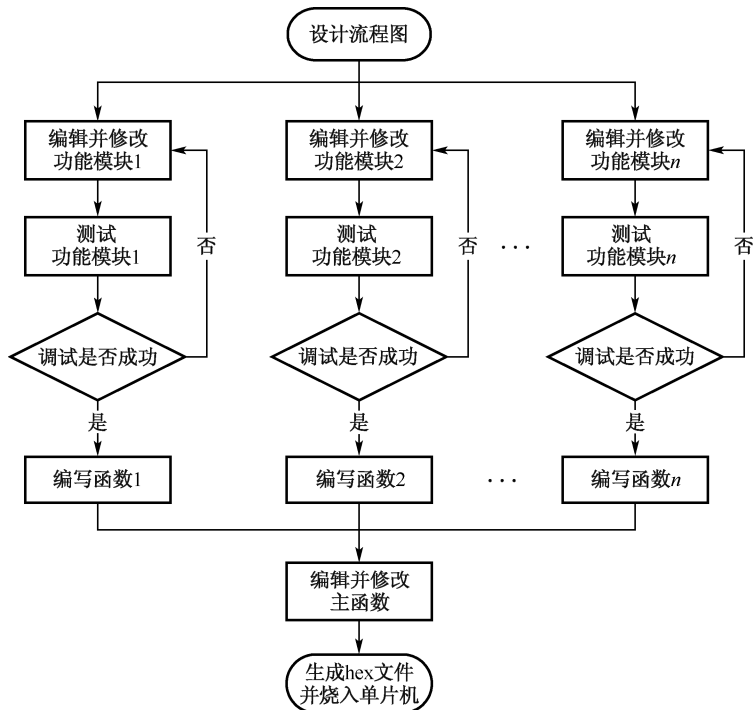 设计流程图
编辑并修改
功能模块1
编辑并修改
功能模块2
编辑并修改
功能模块n
测试
功能模块1
否
测试
功能模块2
否
···
测试
功能模块n
否
调试是否成功
调试是否成功
调试是否成功
是
是
是
编写函数1
编写函数2
···
编写函数n
编辑并修改
主函数
生成hex文件
并烧入单片机